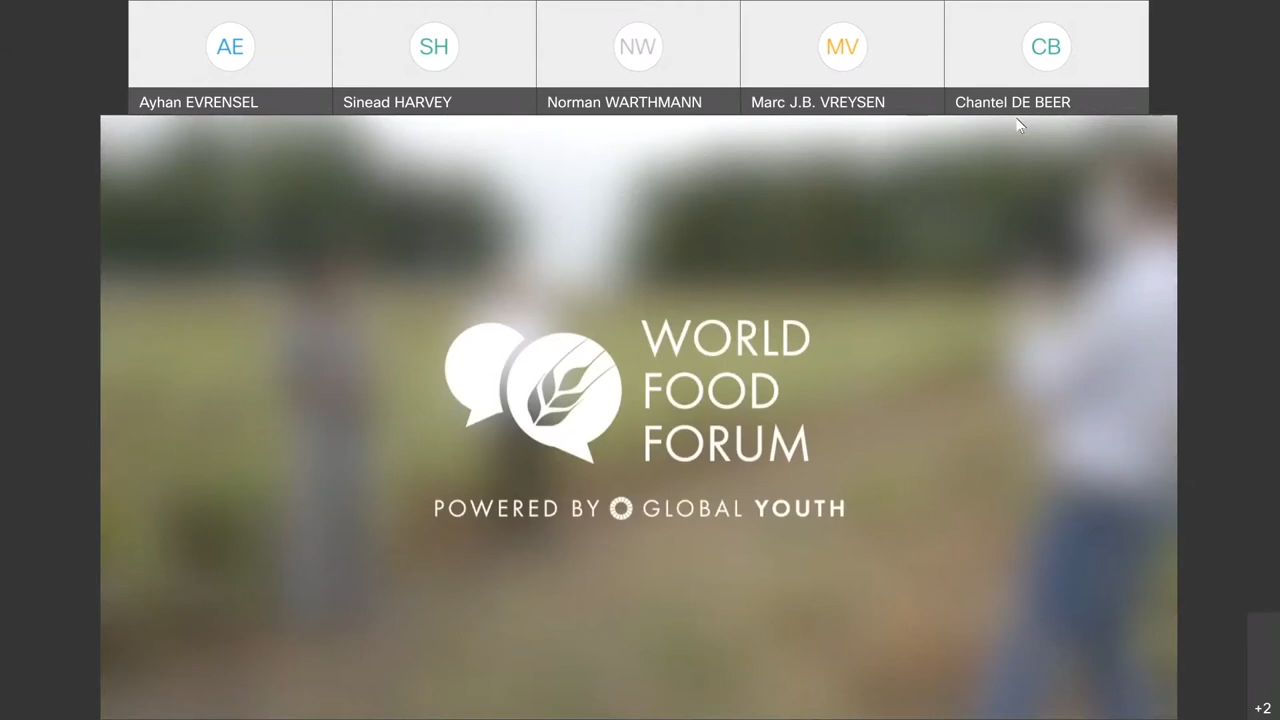 AE
SH
NW
MV
CB
Ayhan EVRENSEL
Sinead HARVEY
Norman WARTHMANN
Marc J.B. VREYSEN
Chantel DE BEER
WORLD
FOOD
FORUM
POWERED BY GLOBAL YOUTH
+2